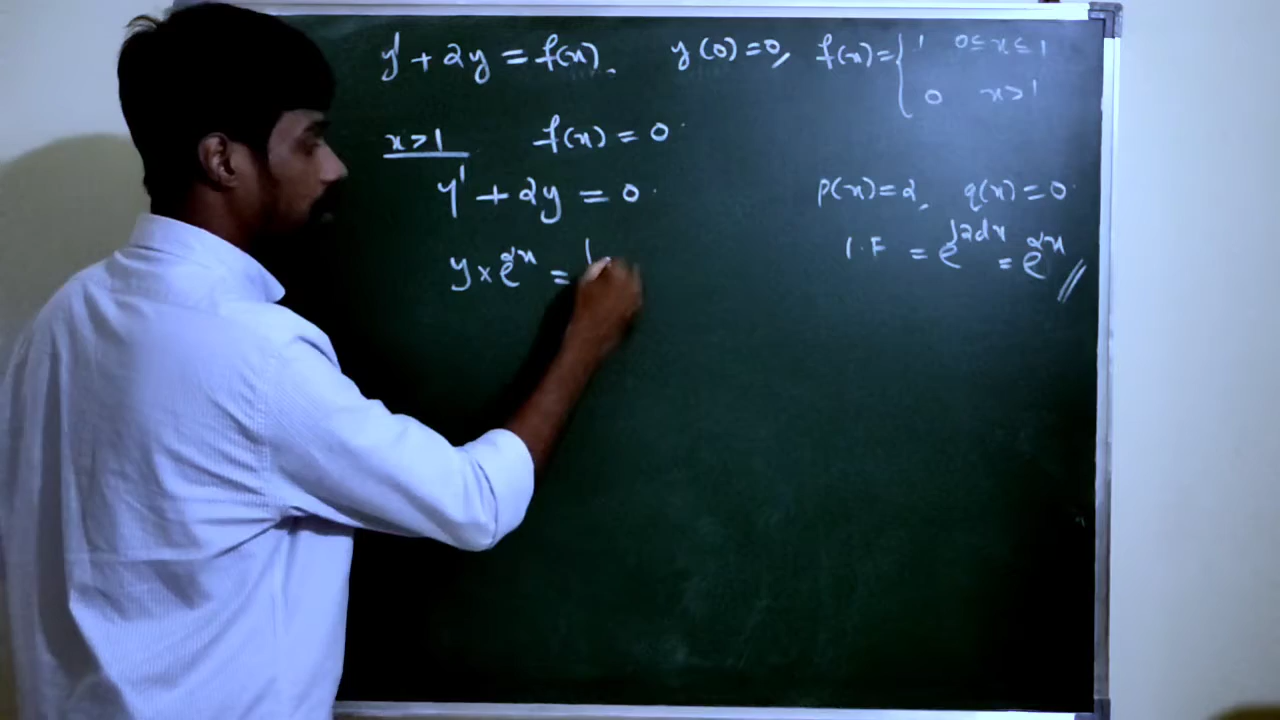 y' + 2y = f(x), y(0)=0, f(x)={ 1 0≤x≤1
0 x>1
x>1 f(x) = 0
y' + 2y = 0 p(x)=2, q(x)=0
I.F = e^∫2dx = e^2x //
y × e^2x =